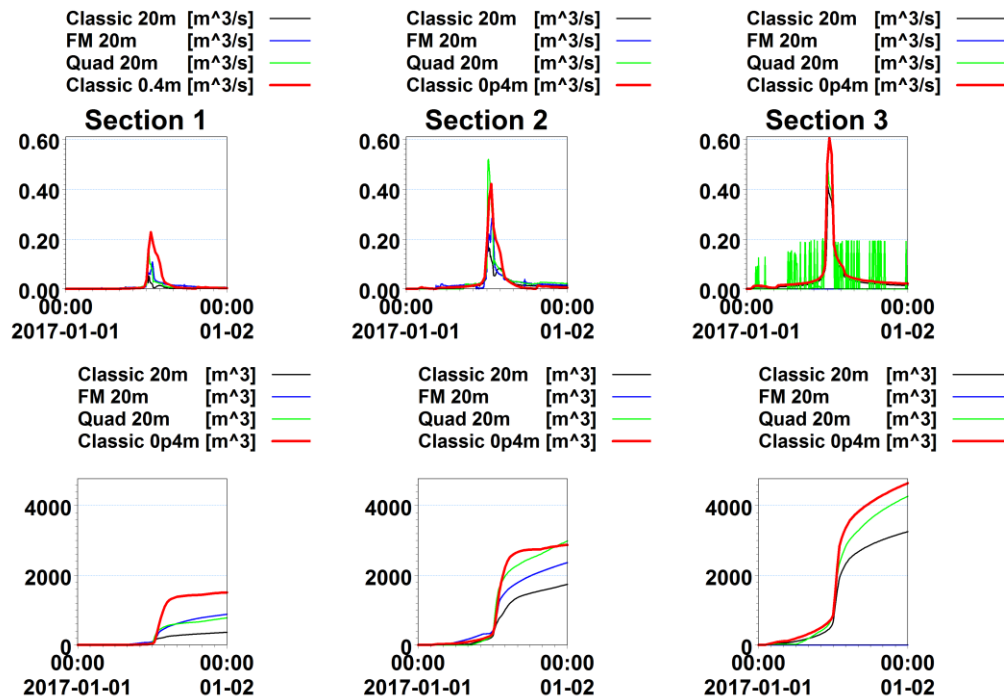 Classic 20m [m^3/s]
FM 20m [m^3/s]
Quad 20m [m^3/s]
Classic 0.4m [m^3/s]
Section 1
0.60
0.40
0.20
0.00
00:00 00:00
2017-01-01 01-02
Classic 20m [m^3/s]
FM 20m [m^3/s]
Quad 20m [m^3/s]
Classic 0p4m [m^3/s]
Section 2
0.60
0.40
0.20
0.00
00:00 00:00
2017-01-01 01-02
Classic 20m [m^3/s]
FM 20m [m^3/s]
Quad 20m [m^3/s]
Classic 0p4m [m^3/s]
Section 3
0.60
0.40
0.20
0.00
00:00 00:00
2017-01-01 01-02
Classic 20m [m^3]
FM 20m [m^3]
Quad 20m [m^3]
Classic 0p4m [m^3]
4000
2000
0
00:00 00:00
2017-01-01 01-02
Classic 20m [m^3]
FM 20m [m^3]
Quad 20m [m^3]
Classic 0p4m [m^3]
4000
2000
0
00:00 00:00
2017-01-01 01-02
Classic 20m [m^3]
FM 20m [m^3]
Quad 20m [m^3]
Classic 0p4m [m^3]
4000
2000
0
00:00 00:00
2017-01-01 01-02